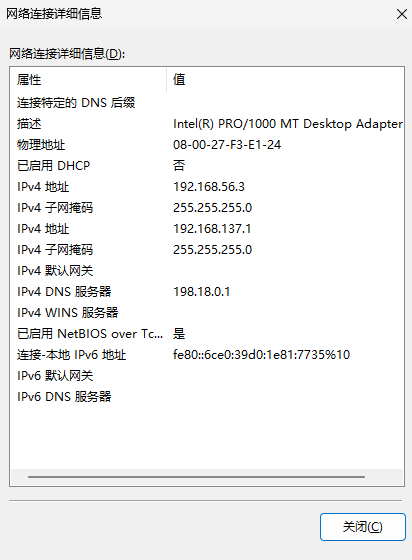 网络连接详细信息
网络连接详细信息(D):
属性 值
连接特定的 DNS 后缀
描述 Intel(R) PRO/1000 MT Desktop Adapter
物理地址 08-00-27-F3-E1-24
已启用 DHCP 否
IPv4 地址 192.168.56.3
IPv4 子网掩码 255.255.255.0
IPv4 地址 192.168.137.1
IPv4 子网掩码 255.255.255.0
IPv4 默认网关
IPv4 DNS 服务器 198.18.0.1
IPv4 WINS 服务器
已启用 NetBIOS over Tc... 是
连接-本地 IPv6 地址 fe80::6ce0:39d0:1e81:7735%10
IPv6 默认网关
IPv6 DNS 服务器
关闭(C)